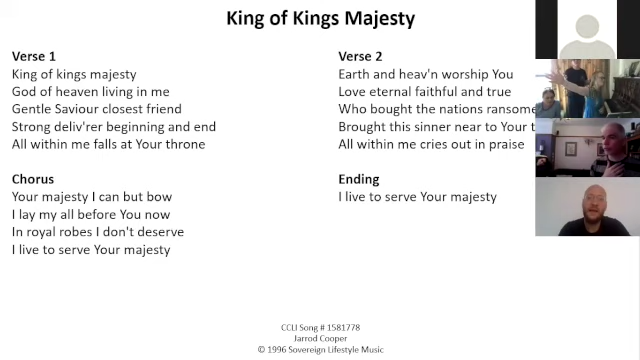 King of Kings Majesty
Verse 1
King of kings majesty
God of heaven living in me
Gentle Saviour closest friend
Strong deliv'rer beginning and end
All within me falls at Your throne
Chorus
Your majesty I can but bow
I lay my all before You now
In royal robes I don't deserve
I live to serve Your majesty
Verse 2
Earth and heav'n worship You
Love eternal faithful and true
Who bought the nations ransome
Brought this sinner near to Your t
All within me cries out in praise
Ending
I live to serve Your majesty
CCLI Song # 1581778
Jarrod Cooper
© 1996 Sovereign Lifestyle Music